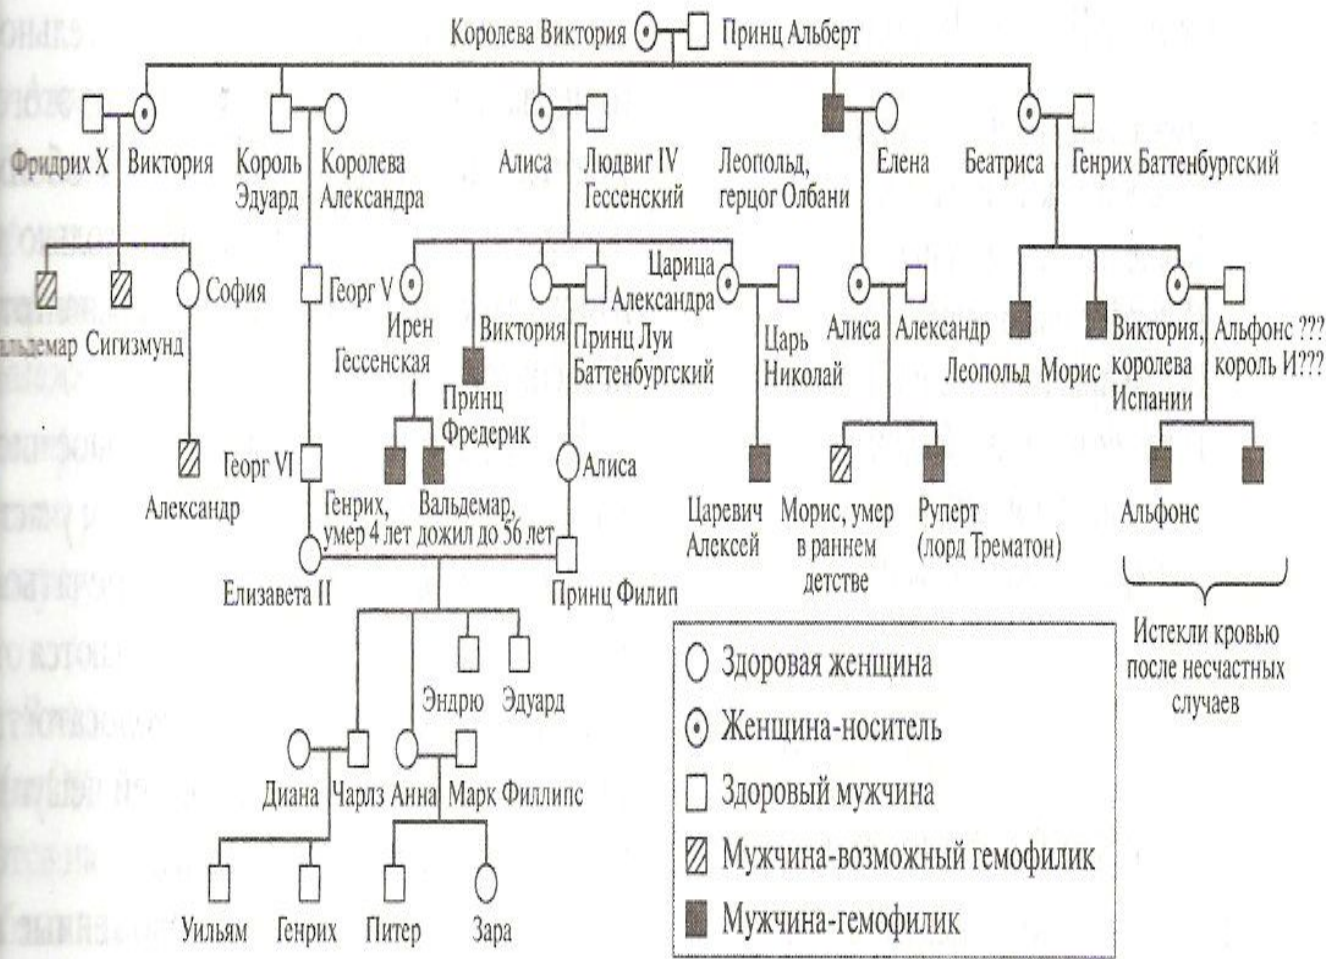 Королева Виктория
Принц Альберт
Фридрих X
Виктория
Король
Эдуард
Королева
Александра
Алиса
Людвиг IV
Гессенский
Леопольд,
герцог Олбани
Елена
Беатриса
Генрих Баттенбургский
альдемар
Сигизмунд
София
Георг V
Ирен
Гессенская
Принц
Фредерик
Виктория
Принц Луи
Баттенбургский
Царица
Александра
Царь
Николай
Алиса
Александр
Леопольд
Морис
Виктория,
королева
Испании
Альфонс ???
король И???
Александр
Георг VI
Генрих,
умер 4 лет
Вальдемар,
дожил до 56 лет
Алиса
Царевич
Алексей
Морис, умер
в раннем
детстве
Руперт
(лорд Трематон)
Альфонс
Истекли кровью
после несчастных
случаев
Елизавета II
Принц Филип
Эндрю
Эдуард
Диана
Чарлз
Анна
Марк Филлипс
Уильям
Генрих
Питер
Зара
Здоровая женщина
Женщина-носитель
Здоровый мужчина
Мужчина-возможный гемофилик
Мужчина-гемофилик